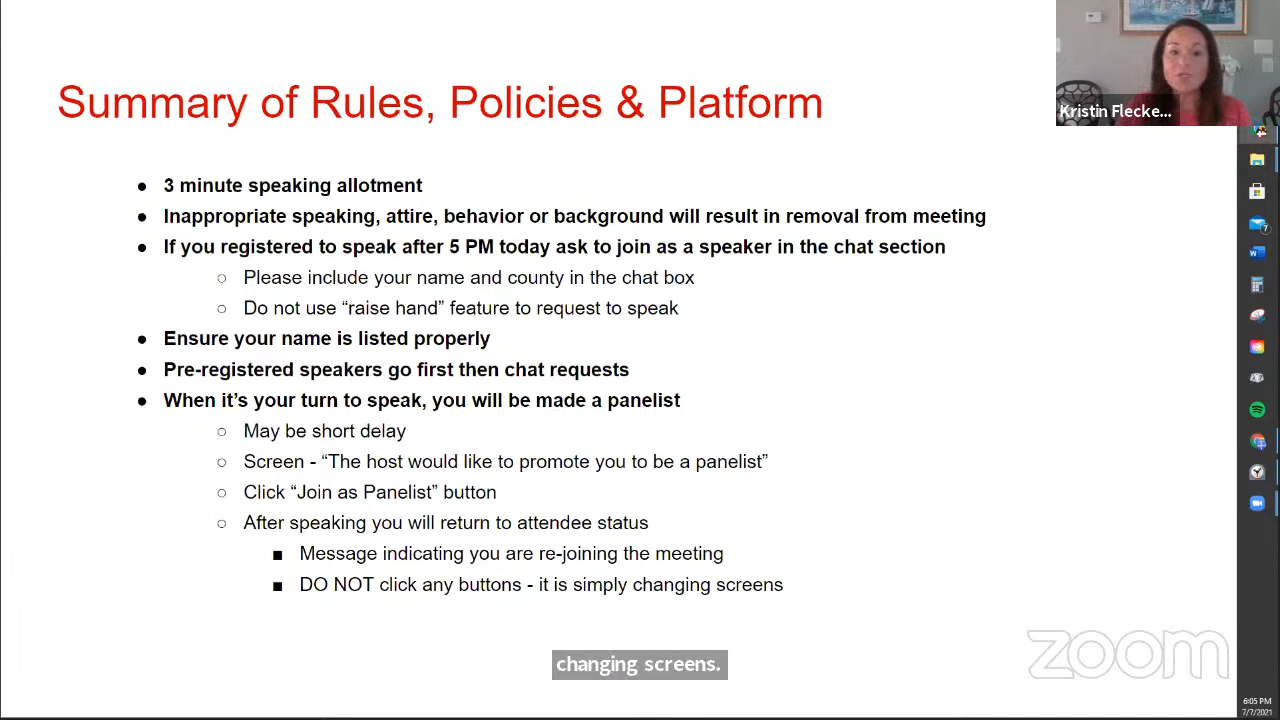 Summary of Rules, Policies & Platform
Kristin Flecke...
● 3 minute speaking allotment
● Inappropriate speaking, attire, behavior or background will result in removal from meeting
● If you registered to speak after 5 PM today ask to join as a speaker in the chat section
○ Please include your name and county in the chat box
○ Do not use “raise hand” feature to request to speak
● Ensure your name is listed properly
● Pre-registered speakers go first then chat requests
● When it’s your turn to speak, you will be made a panelist
○ May be short delay
○ Screen - “The host would like to promote you to be a panelist”
○ Click “Join as Panelist” button
○ After speaking you will return to attendee status
■ Message indicating you are re-joining the meeting
■ DO NOT click any buttons - it is simply changing screens
changing screens.
zoom
7
6:05 PM
7/7/2021